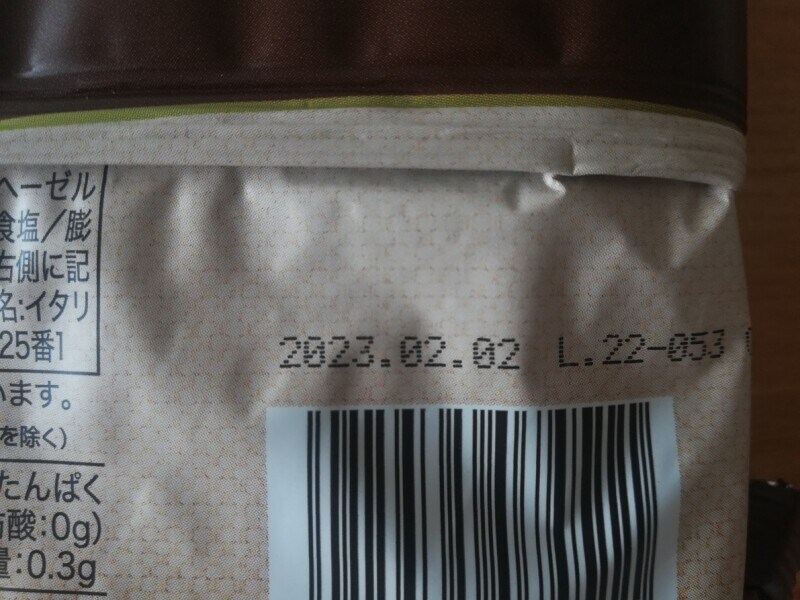 ヘーゼル
食塩／膨
右側に記
名:イタリ
25番1
います。
を除く)
たんぱく
肪酸:0g)
量:0.3g
2023.02.02 L.22-053